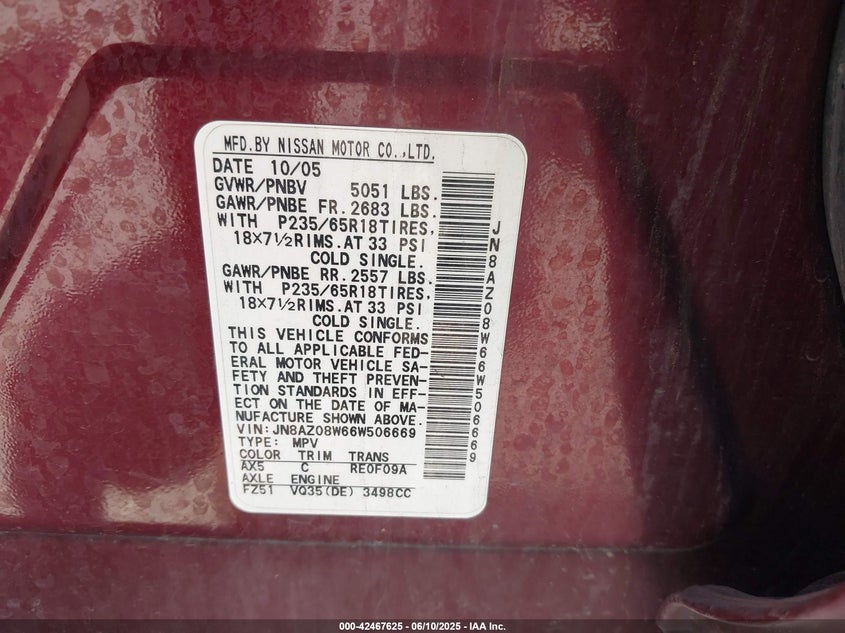 MFD.BY NISSAN MOTOR CO.,LTD.
DATE 10/05
GVWR/PNBV 5051 LBS.
GAWR/PNBE FR. 2683 LBS.
WITH P235/65R18TIRES,
18×7½RIMS.AT 33 PSI
COLD SINGLE.
GAWR/PNBE RR. 2557 LBS.
WITH P235/65R18TIRES,
18×7½RIMS.AT 33 PSI
COLD SINGLE.
THIS VEHICLE CONFORMS
TO ALL APPLICABLE FED-
ERAL MOTOR VEHICLE SA-
FETY AND THEFT PREVEN-
TION STANDARDS IN EFF-
ECT ON THE DATE OF MA-
NUFACTURE SHOWN ABOVE.
VIN:JN8AZ08W66W506669
TYPE: MPV
COLOR TRIM TRANS
AX5 C RE0F09A
AXLE ENGINE
FZ51 VQ35(DE) 3498CC
JN8AZ08W66W506669
000-42467625 - 06/10/2025 - IAA Inc.